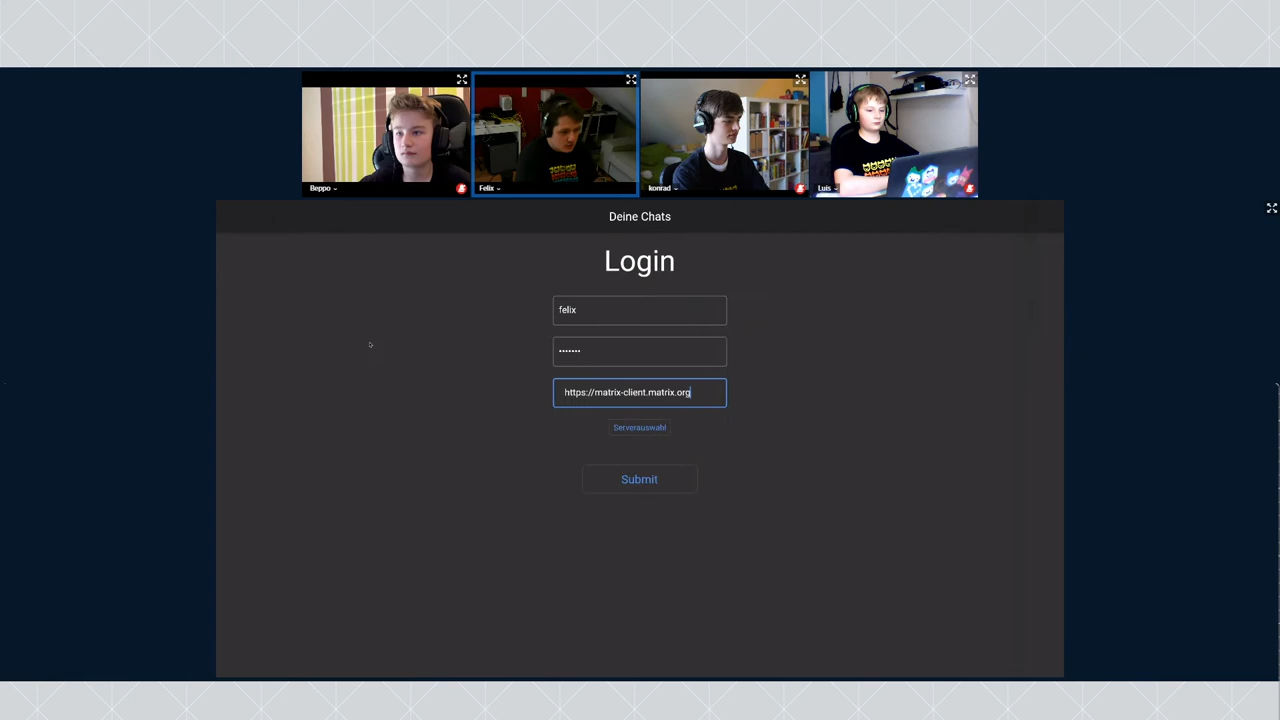 Beppo
Felix
konrad
Luis
Deine Chats
Login
felix
•••••••
https://matrix-client.matrix.org
Serverauswahl
Submit